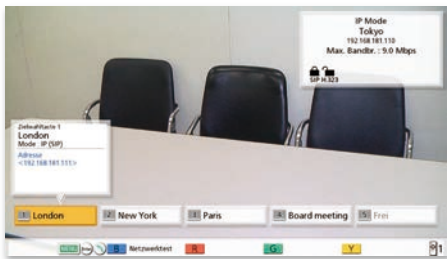 IP Mode
Tokyo
192 168 181.110
Max. Bandbr. : 9.0 Mbps
SIP H.323
Zielwahltaste 1
London
Mode : IP (SIP)
Adresse
<192 168 181 111>
1 London
2 New York
3 Paris
4 Board meeting
5 Frei
MENU B Netzwerktest R G Y 1